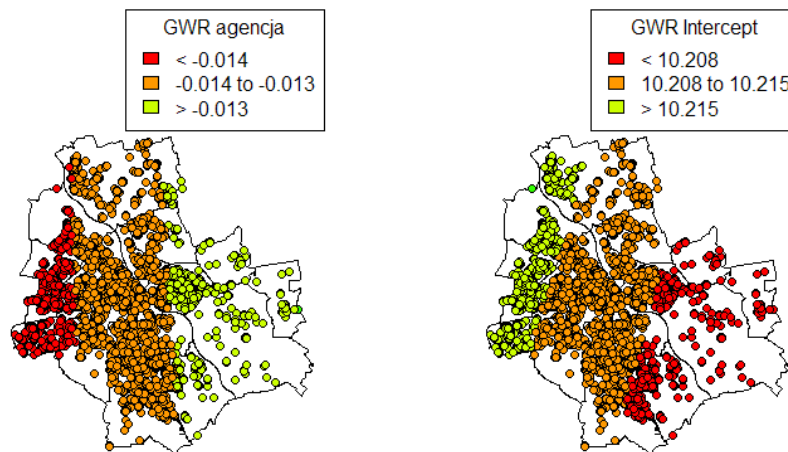 GWR agencja
< -0.014
-0.014 to -0.013
> -0.013
GWR Intercept
< 10.208
10.208 to 10.215
> 10.215